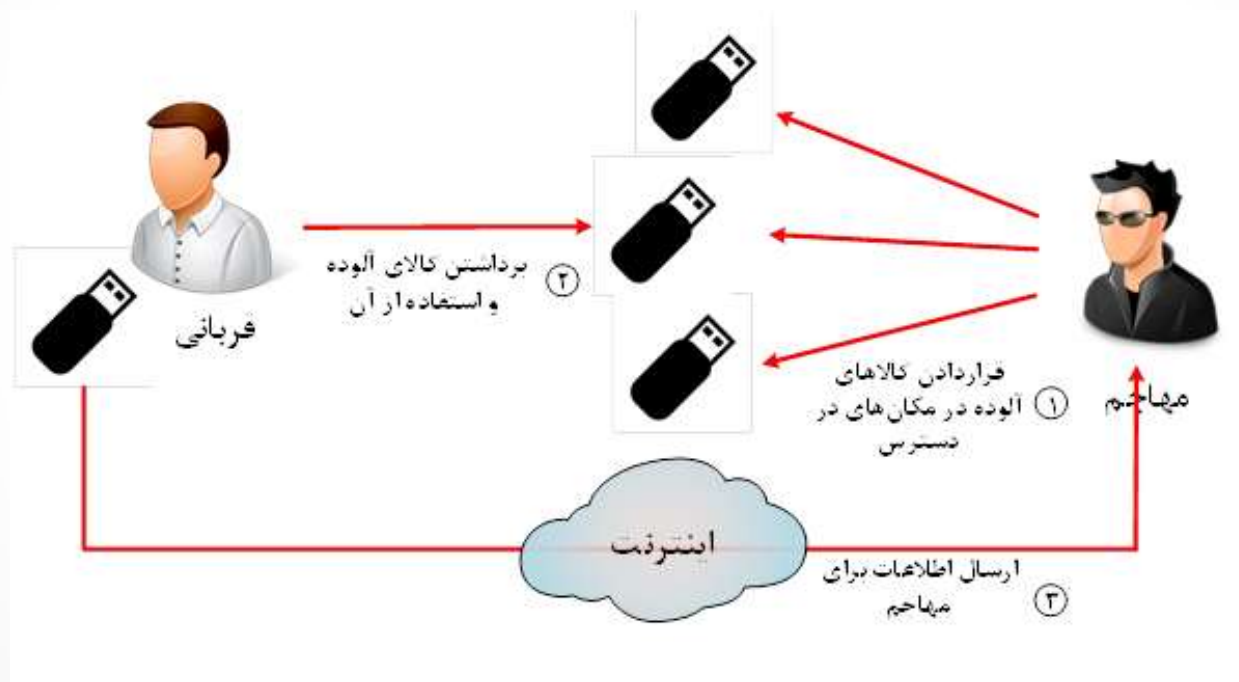 برداشتن کالای آلوده
و استفاده از آن
۲
قربانی
قراردادن کالاهای
آلوده در مکان‌های در
دسترس
۱
مهاجم
اینترنت
ارسال اطلاعات برای
مهاجم
۳